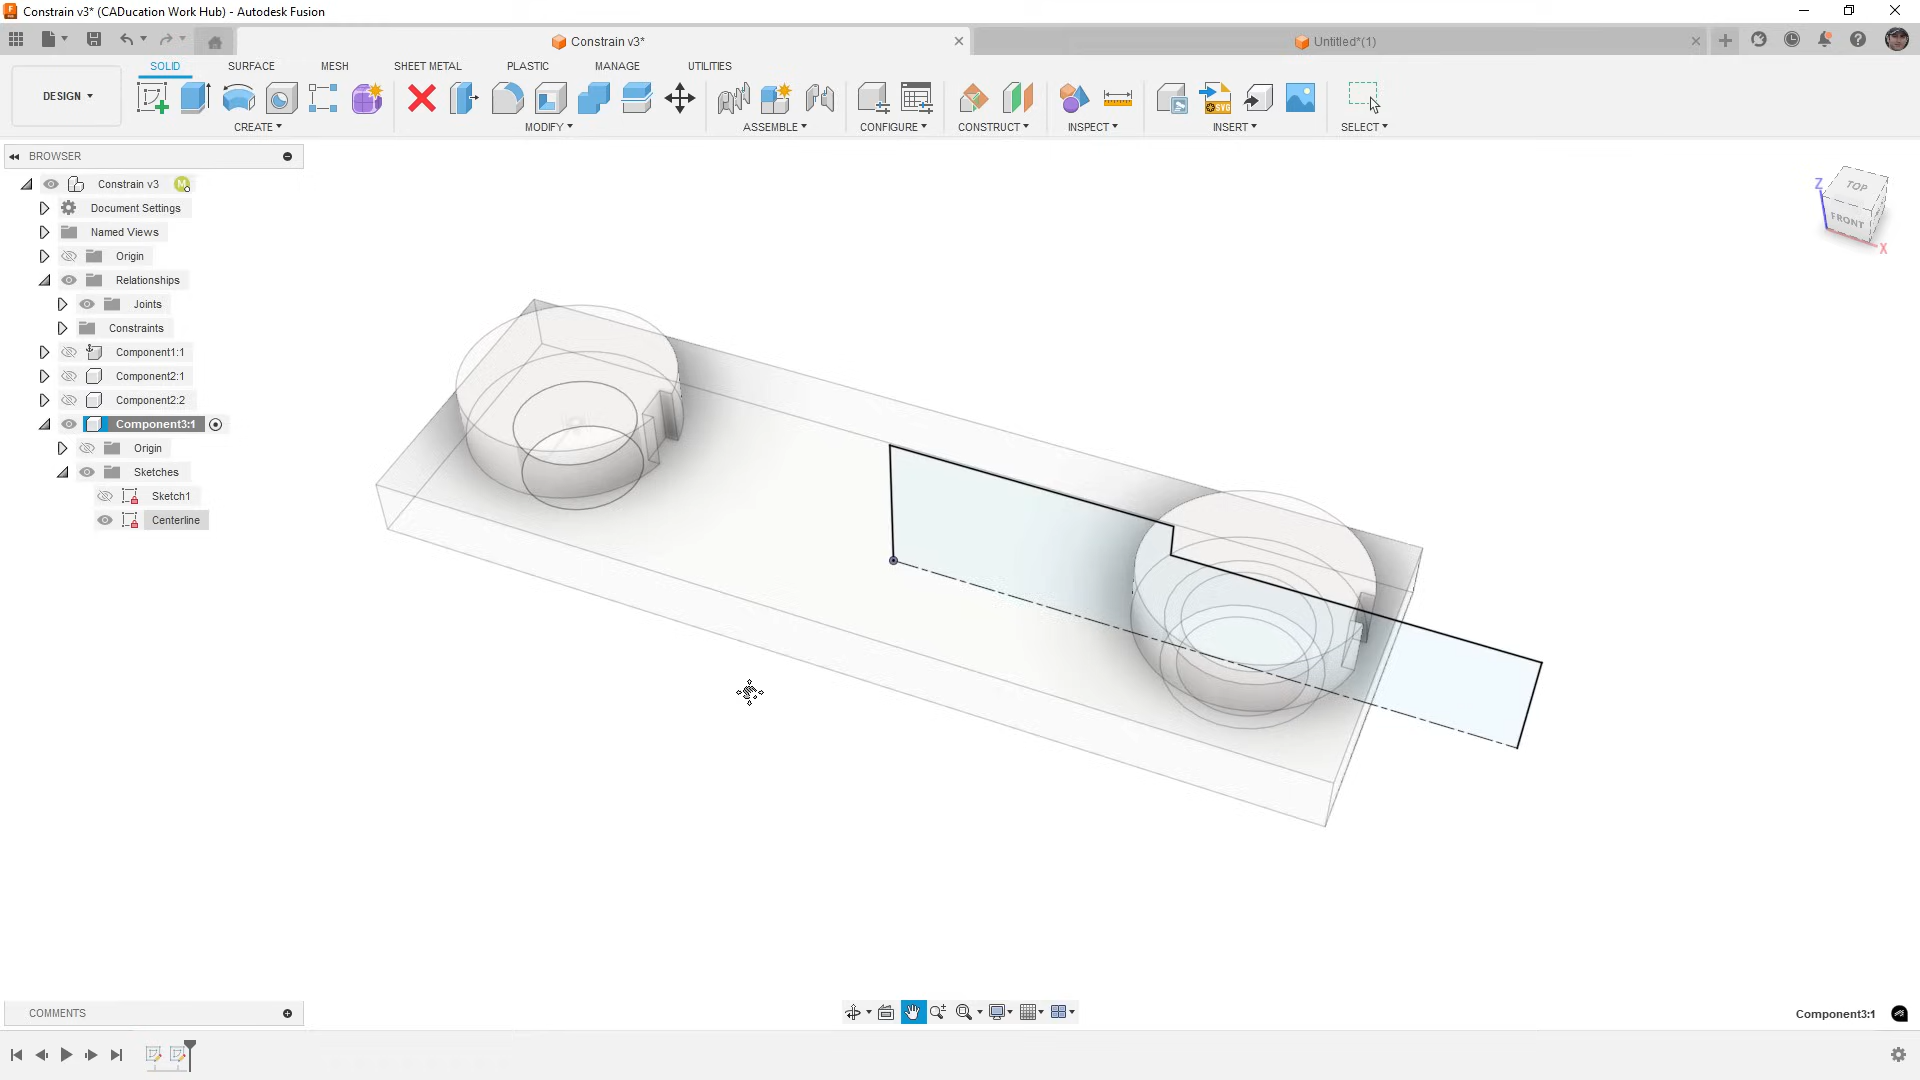 Constrain v3* (CADucation Work Hub) - Autodesk Fusion
Constrain v3*
Untitled*(1)
DESIGN
SOLID
SURFACE
MESH
SHEET METAL
PLASTIC
MANAGE
UTILITIES
CREATE
MODIFY
ASSEMBLE
CONFIGURE
CONSTRUCT
INSPECT
INSERT
SELECT
SVG
BROWSER
Constrain v3
M
Document Settings
Named Views
Origin
Relationships
Joints
Constraints
Component1:1
Component2:1
Component2:2
Component3:1
Origin
Sketches
Sketch1
Centerline
TOP
FRONT
Z
X
COMMENTS
Component3:1